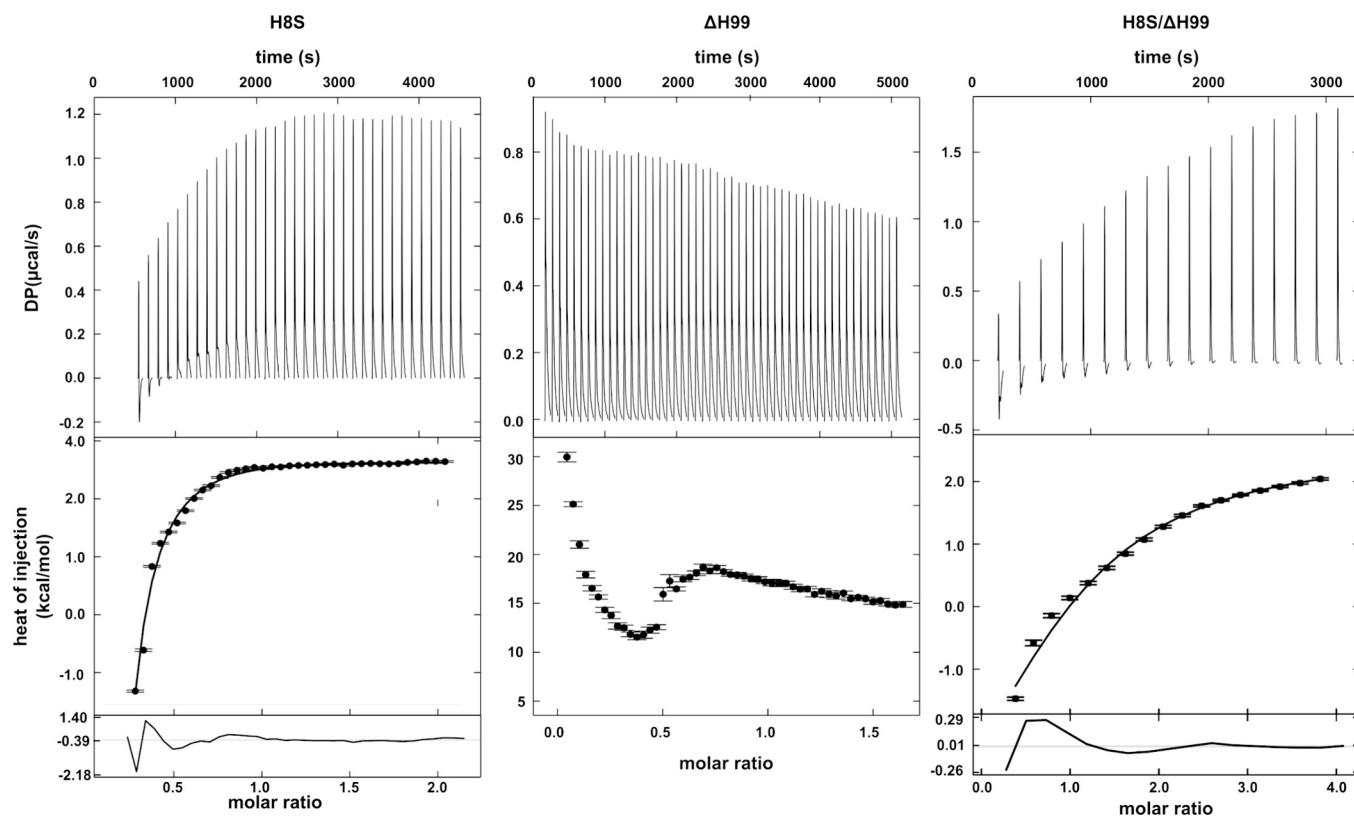 H8S
ΔH99
H8S/ΔH99
time (s)
time (s)
time (s)
0 1000 2000 3000 4000
0 1000 2000 3000 4000 5000
0 1000 2000 3000
DP(µcal/s)
1.2
1.0
0.8
0.6
0.4
0.2
0.0
-0.2
0.8
0.6
0.4
0.2
0.0
1.5
1.0
0.5
0.0
-0.5
heat of injection
(kcal/mol)
4.0
2.0
2.0
0.0
-1.0
30
25
20
15
10
5
2.0
1.0
0.0
-1.0
1.40
-0.39
-2.18
0.29
0.01
-0.26
0.5 1.0 1.5 2.0
0.0 0.5 1.0 1.5
0.0 1.0 2.0 3.0 4.0
molar ratio
molar ratio
molar ratio